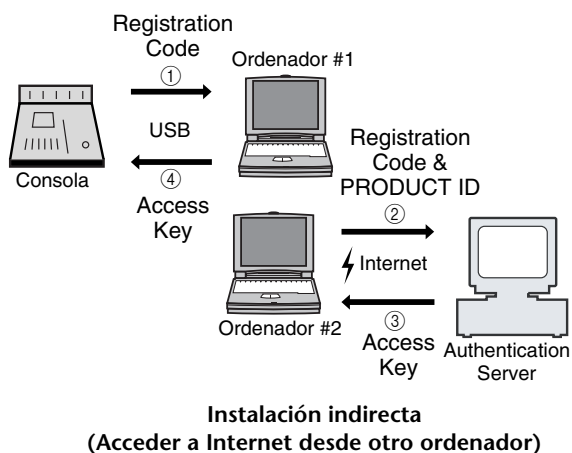 Registration
Code
①
Ordenador #1
USB
Consola
④
Access
Key
Registration
Code &
PRODUCT ID
②
Internet
Ordenador #2
③
Access
Key
Authentication
Server
Instalación indirecta
(Acceder a Internet desde otro ordenador)